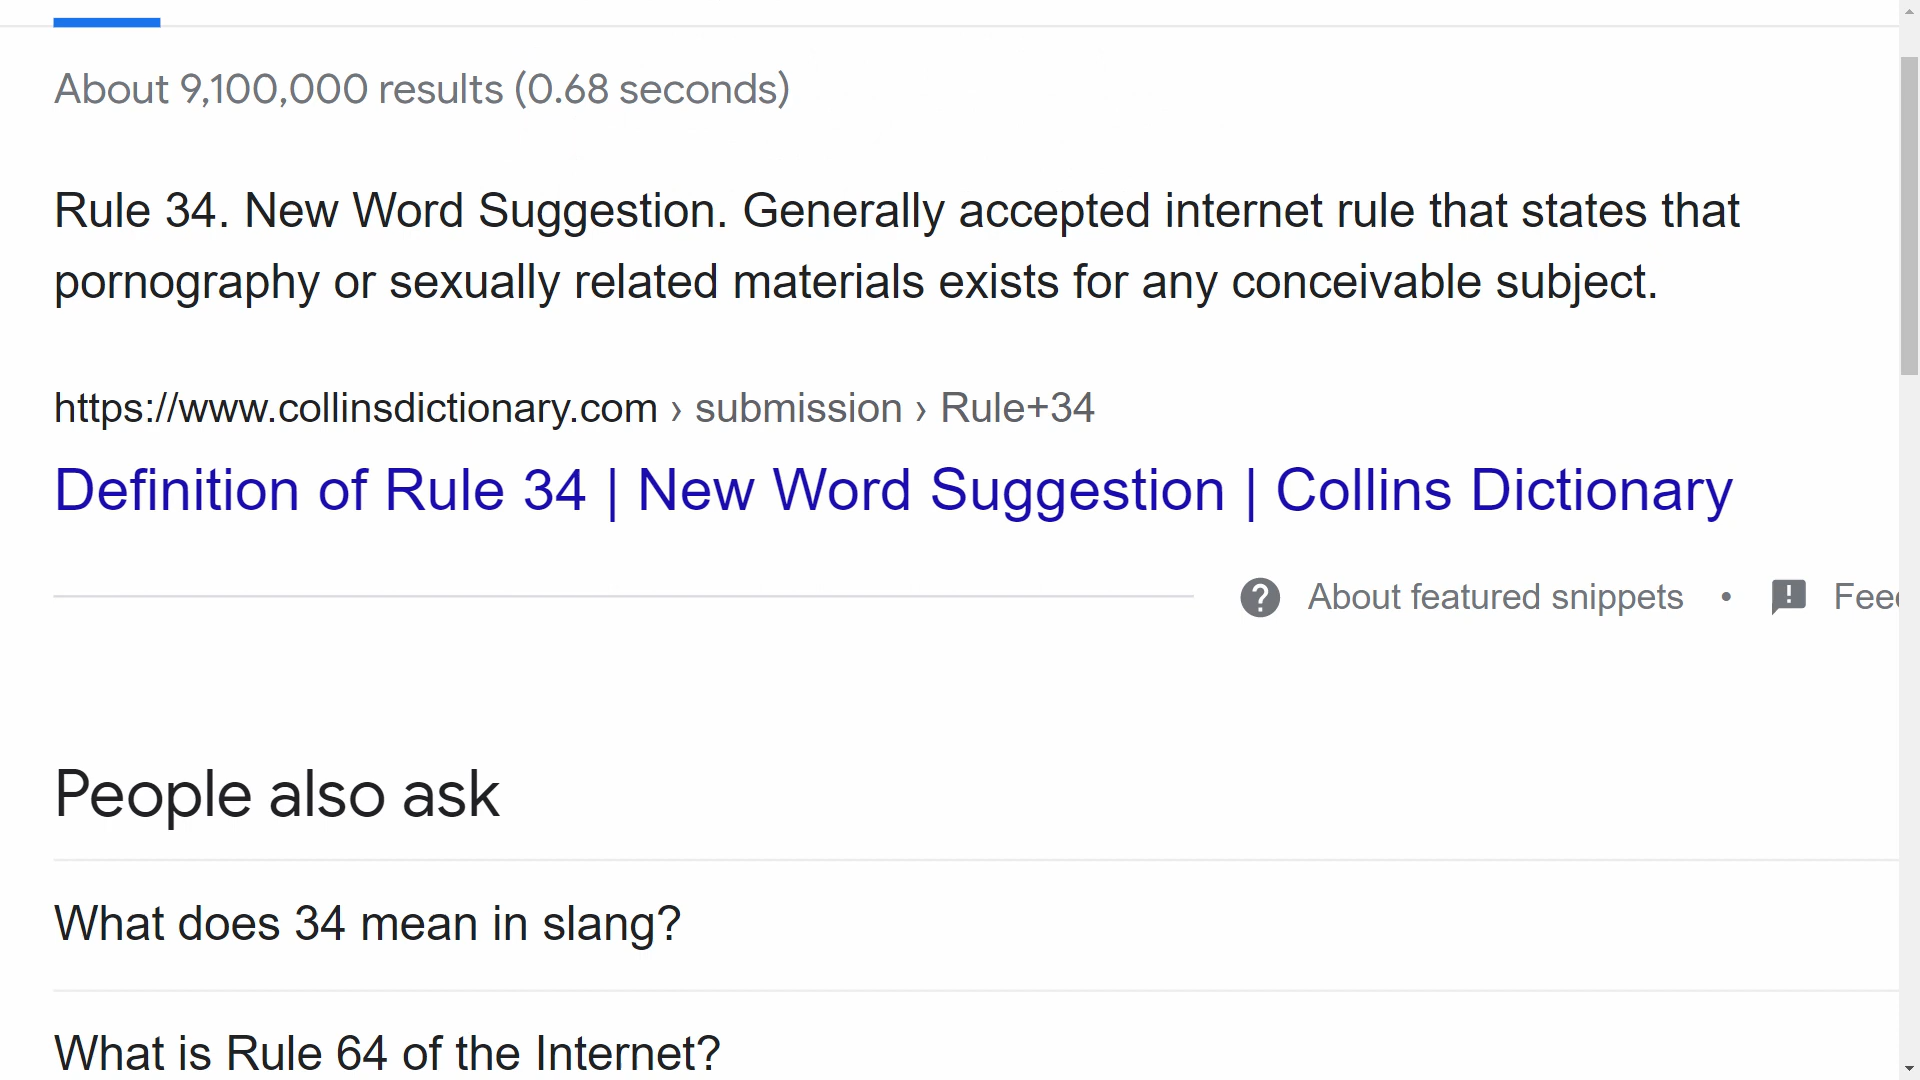 About 9,100,000 results (0.68 seconds)
Rule 34. New Word Suggestion. Generally accepted internet rule that states that
pornography or sexually related materials exists for any conceivable subject.
https://www.collinsdictionary.com › submission › Rule+34
Definition of Rule 34 | New Word Suggestion | Collins Dictionary
About featured snippets • Fee
People also ask
What does 34 mean in slang?
What is Rule 64 of the Internet?